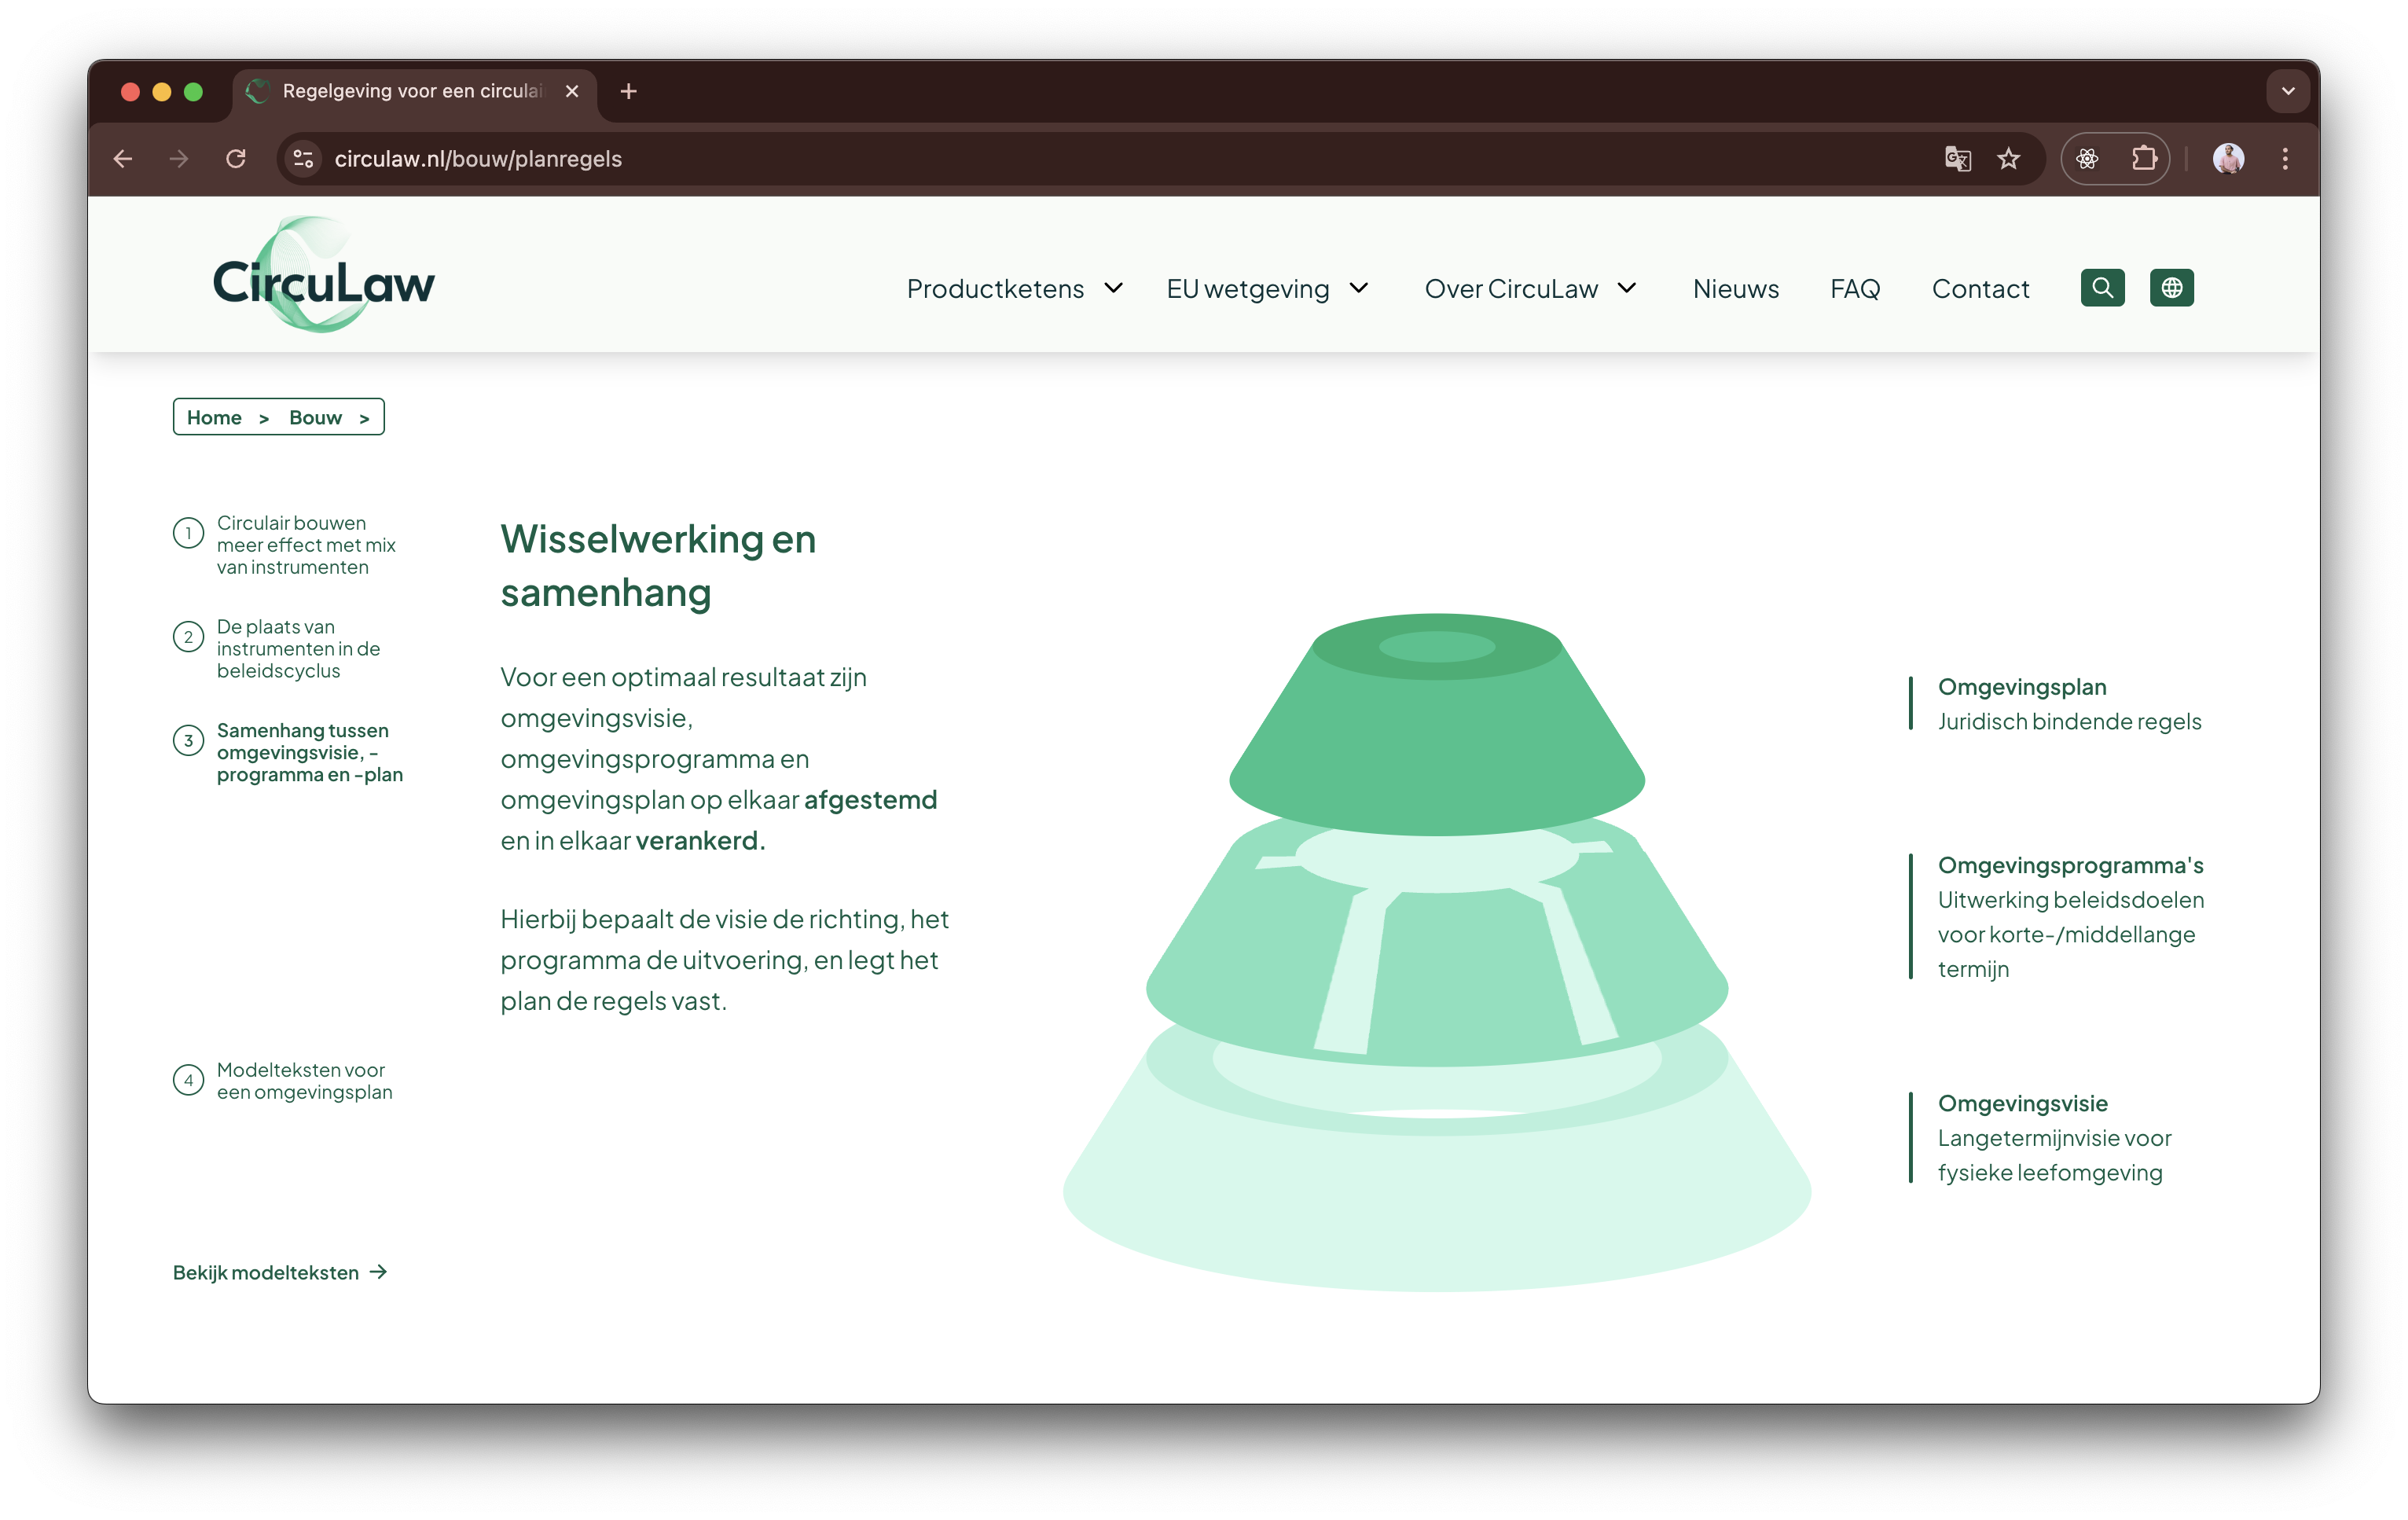 Regelgeving voor een circulai
circulaw.nl/bouw/planregels
CircuLaw
Productketens
EU wetgeving
Over CircuLaw
Nieuws
FAQ
Contact
Home > Bouw >
1
Circulair bouwen
meer effect met mix
van instrumenten
2
De plaats van
instrumenten in de
beleidscyclus
3
Samenhang tussen
omgevingsvisie, -
programma en -plan
4
Modelteksten voor
een omgevingsplan
Bekijk modelteksten →
Wisselwerking en
samenhang
Voor een optimaal resultaat zijn
omgevingsvisie,
omgevingsprogramma en
omgevingsplan op elkaar afgestemd
en in elkaar verankerd.
Hierbij bepaalt de visie de richting, het
programma de uitvoering, en legt het
plan de regels vast.
Omgevingsplan
Juridisch bindende regels
Omgevingsprogramma's
Uitwerking beleidsdoelen
voor korte-/middellange
termijn
Omgevingsvisie
Langetermijnvisie voor
fysieke leefomgeving